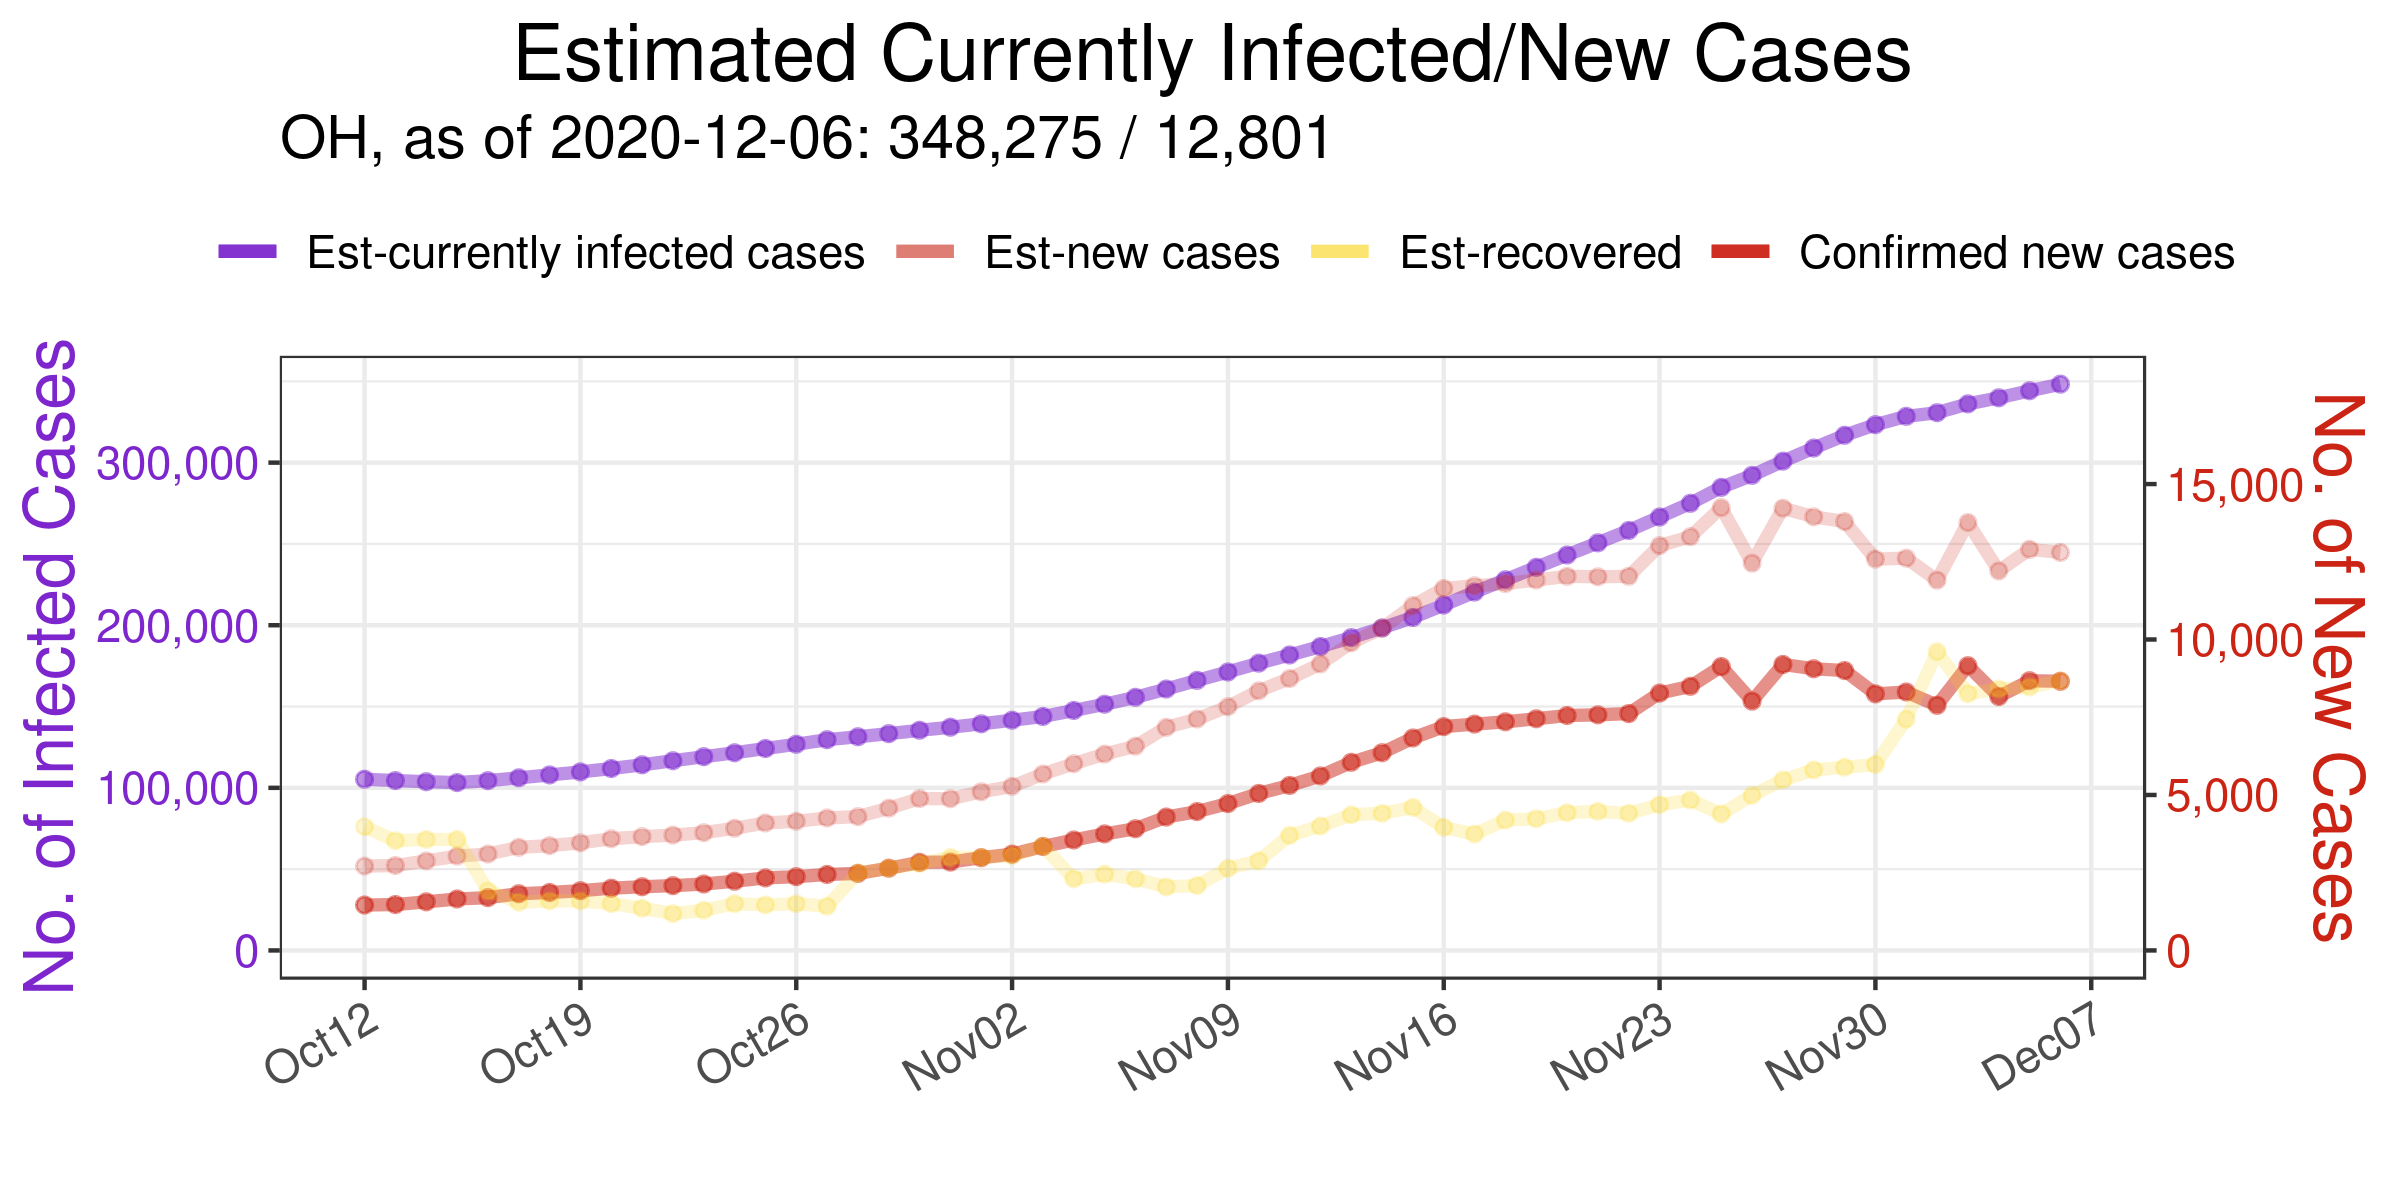 Estimated Currently Infected/New Cases
OH, as of 2020-12-06: 348,275 / 12,801
Est-currently infected cases Est-new cases Est-recovered Confirmed new cases
No. of Infected Cases
300,000
200,000
100,000
0
15,000
10,000
5,000
0
No. of New Cases
Oct12 Oct19 Oct26 Nov02 Nov09 Nov16 Nov23 Nov30 Dec07